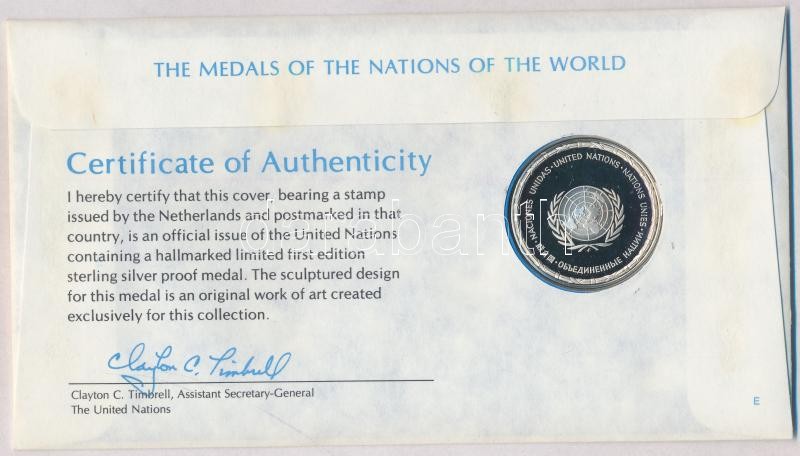 THE MEDALS OF THE NATIONS OF THE WORLD
Certificate of Authenticity
I hereby certify that this cover, bearing a stamp
issued by the Netherlands and postmarked in that
country, is an official issue of the United Nations
containing a hallmarked limited first edition
sterling silver proof medal. The sculptured design
for this medal is an original work of art created
exclusively for this collection.
Clayton C. Timbrell
Clayton C. Timbrell, Assistant Secretary-General
The United Nations
NACIONES UNIDAS · UNITED NATIONS · NATIONS UNIES · ОБЪЕДИНЕННЫЕ НАЦИИ ·
E